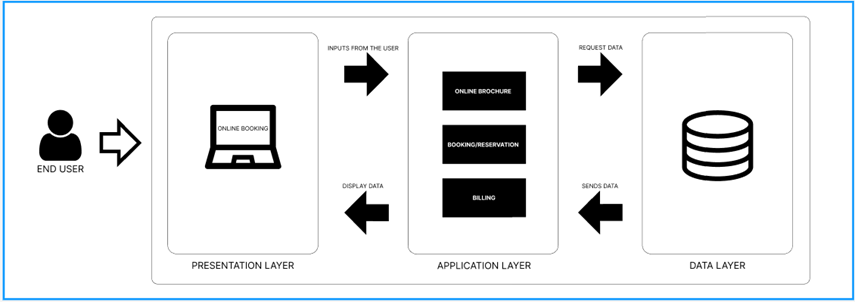 INPUTS FROM THE USER
REQUEST DATA
ONLINE BROCHURE
ONLINE BOOKING
BOOKING/RESERVATION
END USER
DISPLAY DATA
SENDS DATA
BILLING
PRESENTATION LAYER
APPLICATION LAYER
DATA LAYER